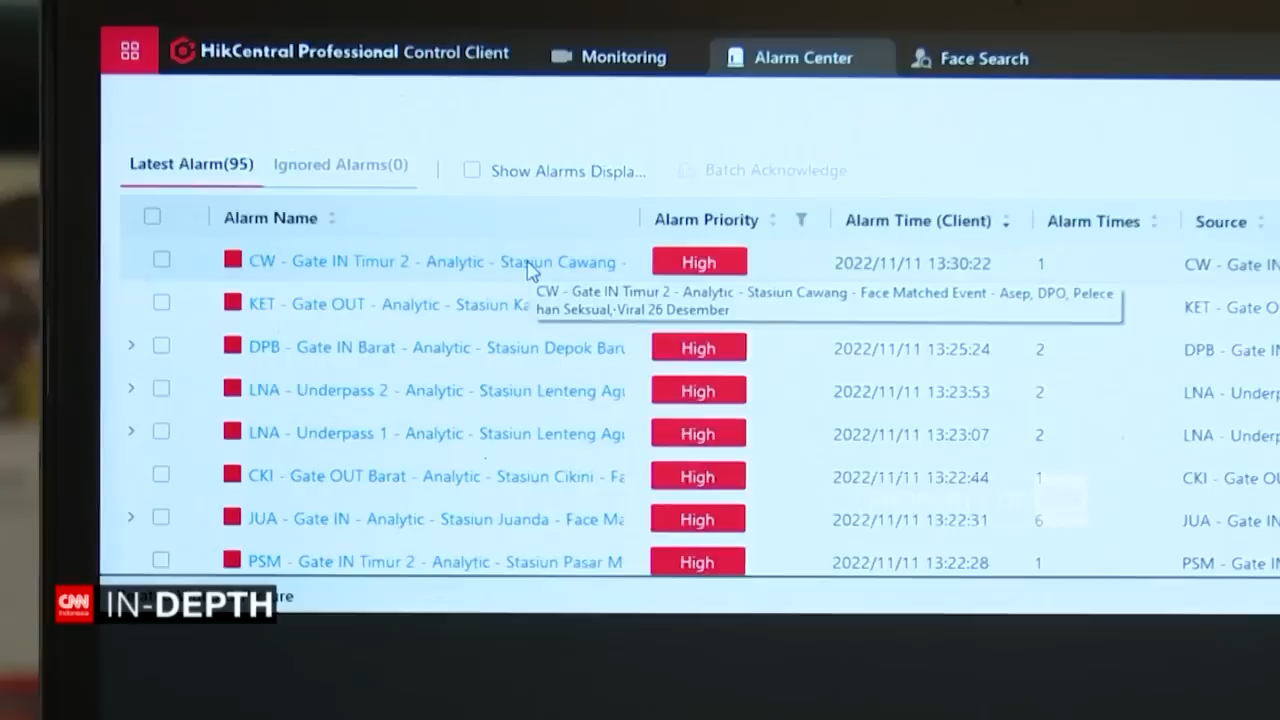 HikCentral Professional Control Client
Monitoring
Alarm Center
Face Search
Latest Alarm(95)
Ignored Alarms(0)
Show Alarms Displa...
Batch Acknowledge
Alarm Name
Alarm Priority
Alarm Time (Client)
Alarm Times
Source
CW - Gate IN Timur 2 - Analytic - Stasiun Cawang - High 2022/11/11 13:30:22 1 CW - Gate IN
CW - Gate IN Timur 2 - Analytic - Stasiun Cawang - Face Matched Event - Asep, DPO, Pelece
han Seksual, Viral 26 Desember
KET - Gate OUT - Analytic - Stasiun Ka KET - Gate O
DPB - Gate IN Barat - Analytic - Stasiun Depok Baru High 2022/11/11 13:25:24 2 DPB - Gate IN
LNA - Underpass 2 - Analytic - Stasiun Lenteng Agu High 2022/11/11 13:23:53 2 LNA - Underp
LNA - Underpass 1 - Analytic - Stasiun Lenteng Agu High 2022/11/11 13:23:07 2 LNA - Underp
CKI - Gate OUT Barat - Analytic - Stasiun Cikini - Fa High 2022/11/11 13:22:44 1 CKI - Gate OU
JUA - Gate IN - Analytic - Stasiun Juanda - Face Ma High 2022/11/11 13:22:31 6 JUA - Gate IN
PSM - Gate IN Timur 2 - Analytic - Stasiun Pasar M High 2022/11/11 13:22:28 1 PSM - Gate IN
CNN Indonesia IN-DEPTH